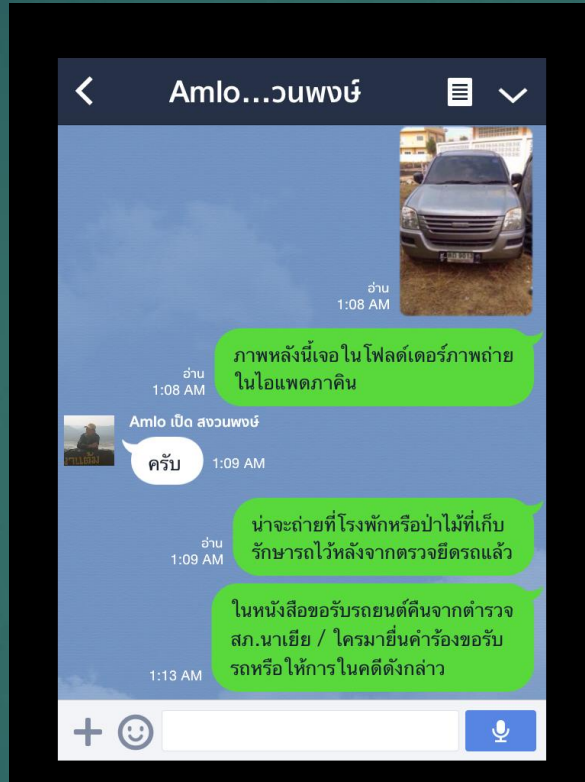 Amlo...วนพงษ์
อ่าน
1:08 AM
ภาพหลังนี้เจอในโฟลด์เดอร์ภาพถ่าย
ในไอแพดภาคิน
อ่าน
1:08 AM
Amlo เป็ด สงวนพงษ์
ครับ
1:09 AM
น่าจะถ่ายที่โรงพักหรือป่าไม้ที่เก็บ
รักษารถไว้หลังจากตรวจยึดรถแล้ว
อ่าน
1:09 AM
ในหนังสือขอรับรถยนต์คืนจากตำรวจ
สภ.นาเยีย / ใครมายื่นคำร้องขอรับ
รถหรือให้การในคดีดังกล่าว
1:13 AM